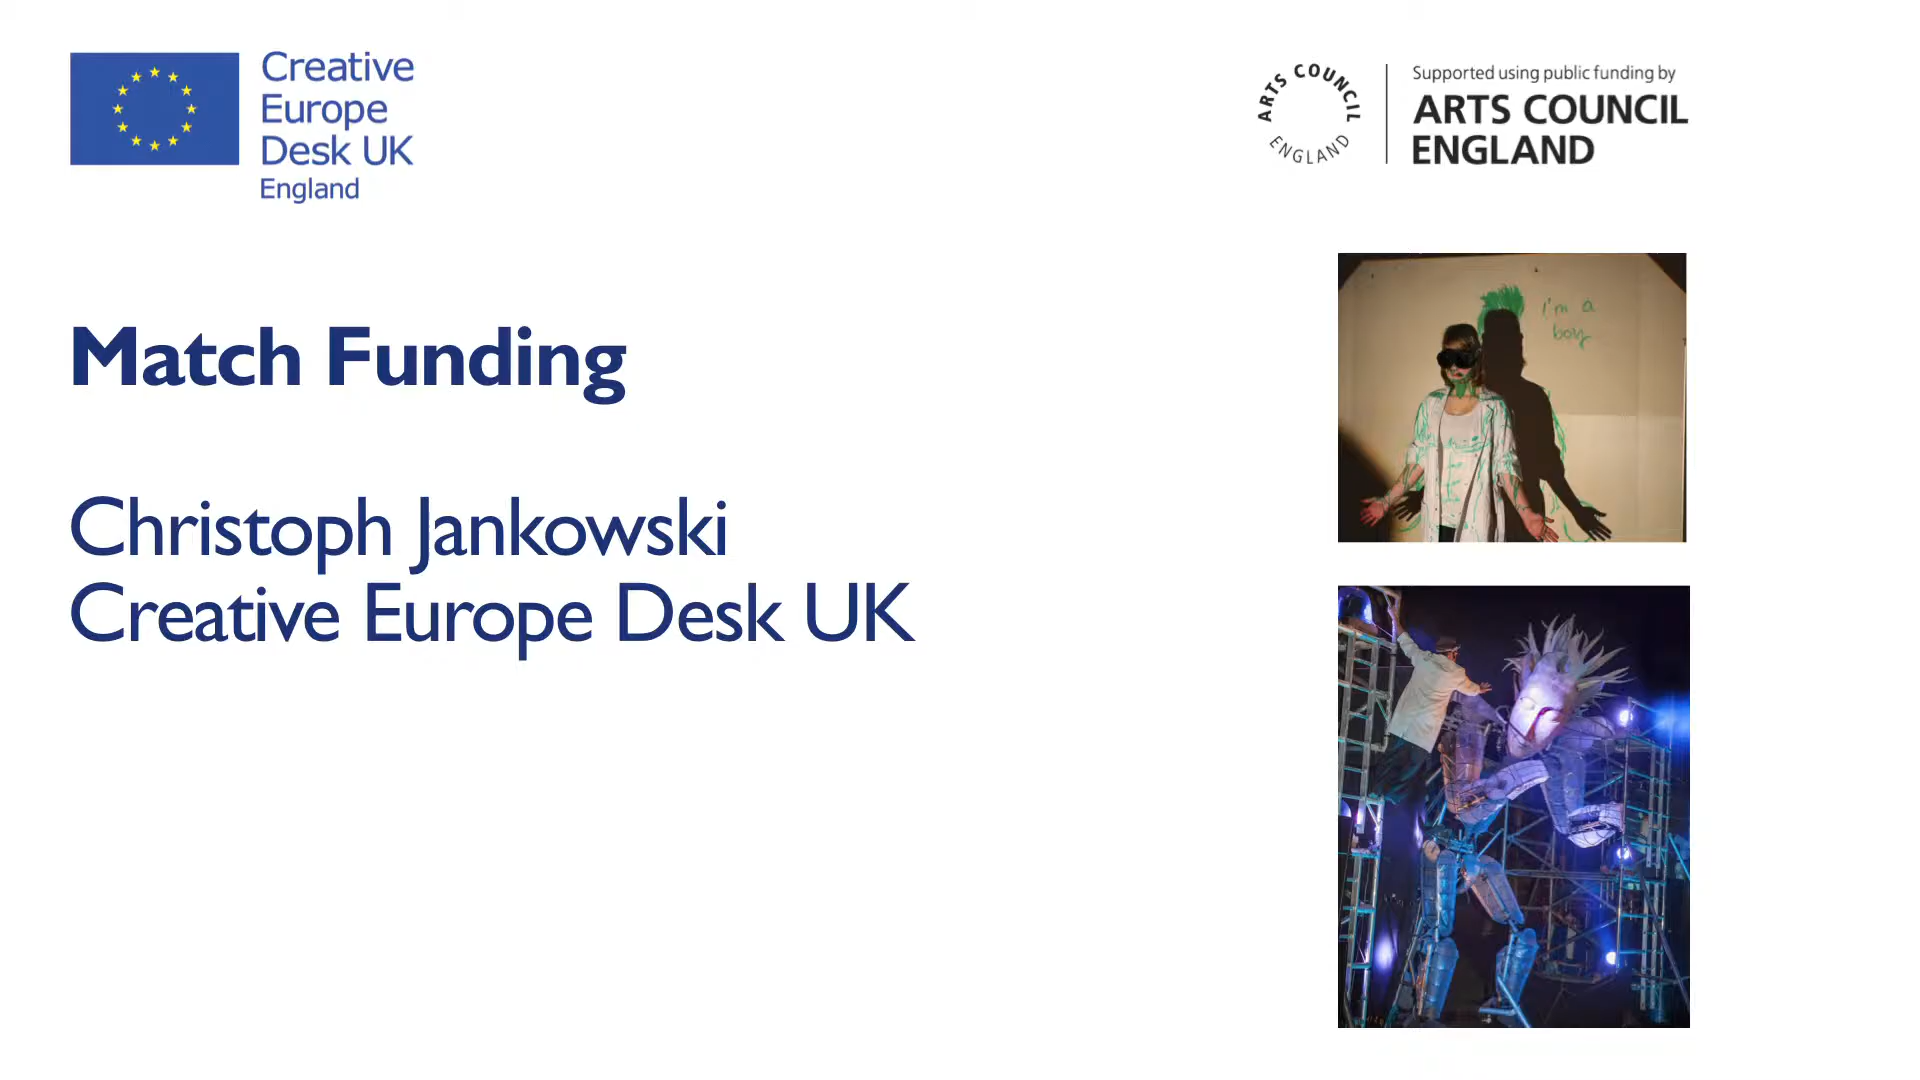 Creative
Europe
Desk UK
England
ARTS COUNCIL
ENGLAND
Supported using public funding by
ARTS COUNCIL
ENGLAND
i'm a
boy
Match Funding
Christoph Jankowski
Creative Europe Desk UK